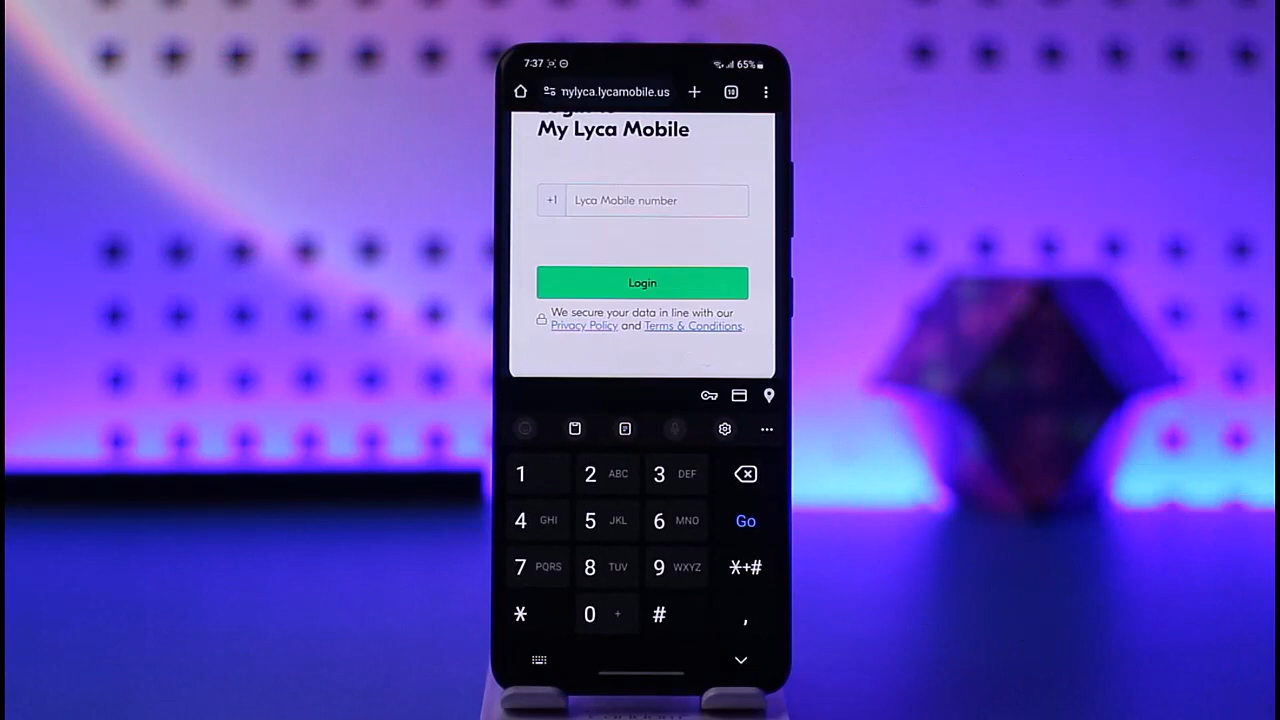 7:37 65%
mylyca.lycamobile.us 10
Login to
My Lyca Mobile
+1 Lyca Mobile number
Login
We secure your data in line with our
Privacy Policy and Terms & Conditions.
1 2 ABC 3 DEF
4 GHI 5 JKL 6 MNO Go
7 PQRS 8 TUV 9 WXYZ *+#
* 0 + # ,